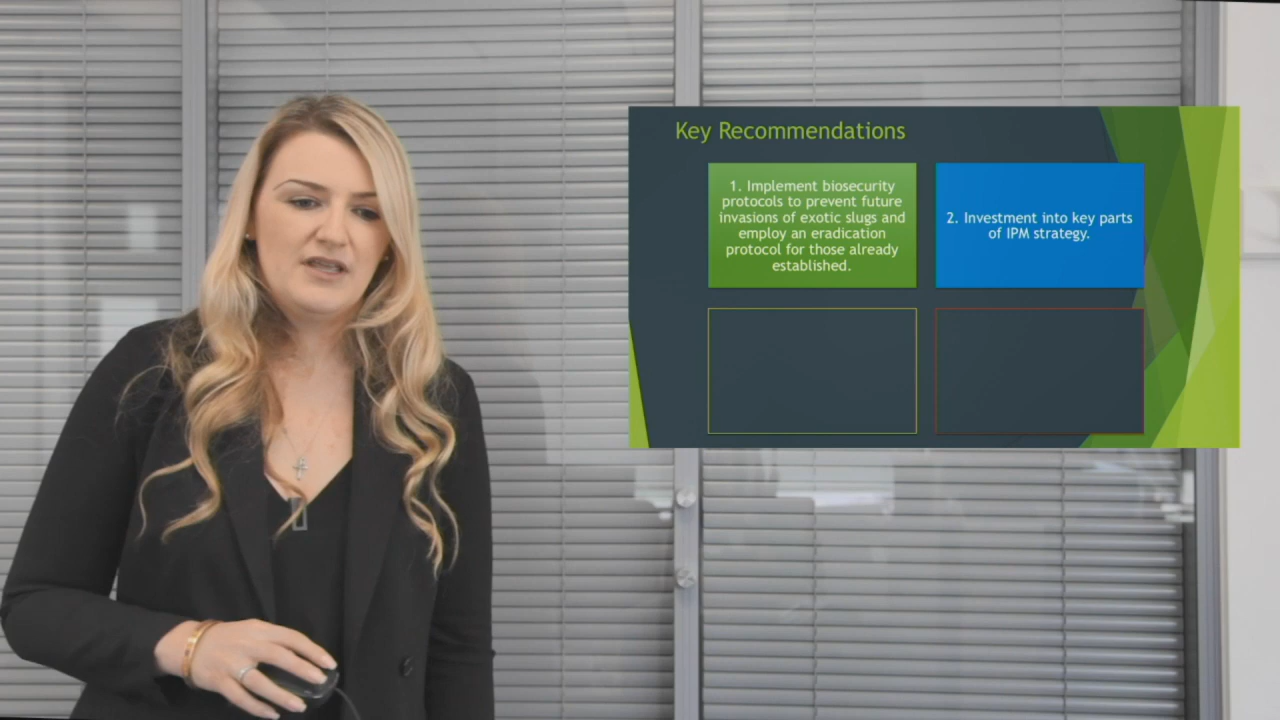 Key Recommendations
1. Implement biosecurity
protocols to prevent future
invasions of exotic slugs and
employ an eradication
protocol for those already
established.
2. Investment into key parts
of IPM strategy.